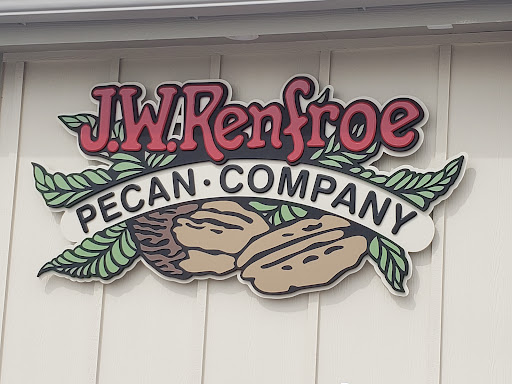 J.W. Renfroe
PECAN · COMPANY